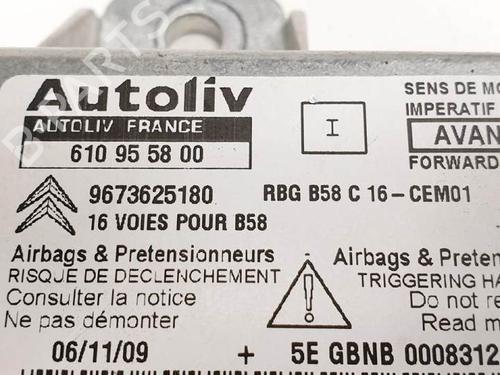 Autoliv
AUTOLIV FRANCE
610 95 58 00
I
SENS DE MO
IMPERATIF
AVAN
FORWARD
9673625180
RBG B58 C 16-CEM01
16 VOIES POUR B58
Airbags & Pretensionneurs
RISQUE DE DECLENCHEMENT
Consulter la notice
Ne pas démonter
Airbags & Preten
TRIGGERING HA
Do not re
Read m
06/11/09 + 5E GBNB 0008312